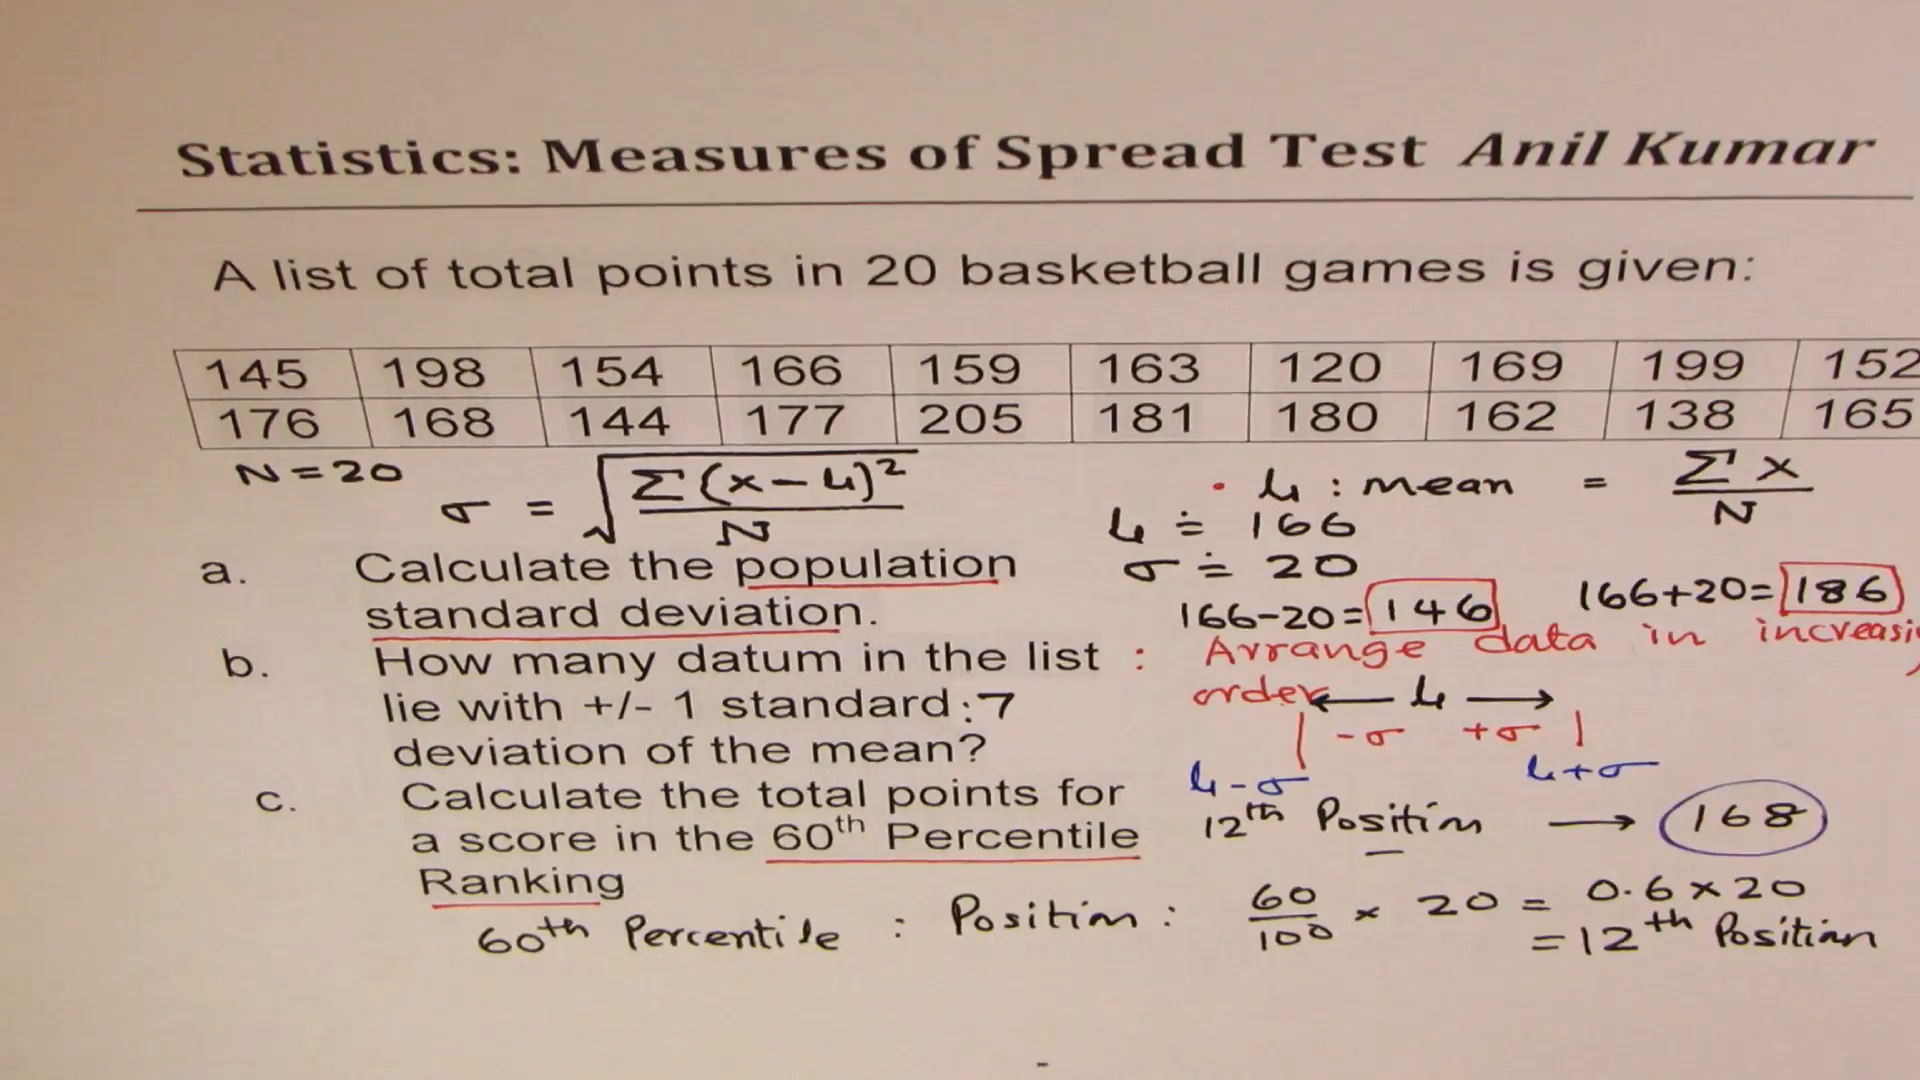 Statistics: Measures of Spread Test Anil Kumar
A list of total points in 20 basketball games is given:
145 198 154 166 159 163 120 169 199 152
176 168 144 177 205 181 180 162 138 165
N = 20
σ = √(Σ(x-μ)²/N)
· μ : mean = Σx/N
μ ≐ 166
a. Calculate the population
σ ≐ 20
standard deviation.
166-20= 146
166+20= 186
b. How many datum in the list : Arrange data in increasi
lie with +/- 1 standard : 7
order ← μ →
-σ +σ
deviation of the mean?
μ-σ μ+σ
c. Calculate the total points for
a score in the 60th Percentile
12th Position → 168
Ranking
60th Percentile : Position : 60/100 × 20 = 0.6 × 20
= 12th Position